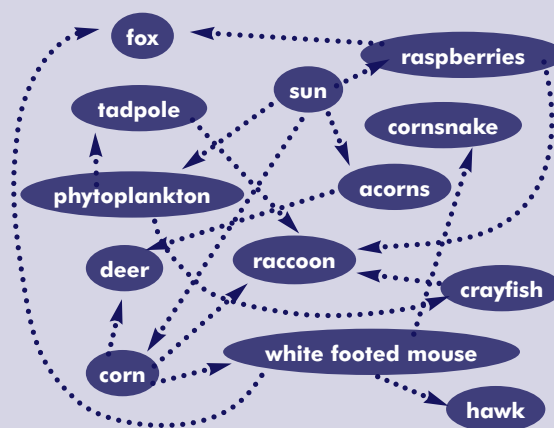 fox
raspberries
sun
tadpole
cornsnake
phytoplankton
acorns
deer
raccoon
crayfish
white footed mouse
corn
hawk